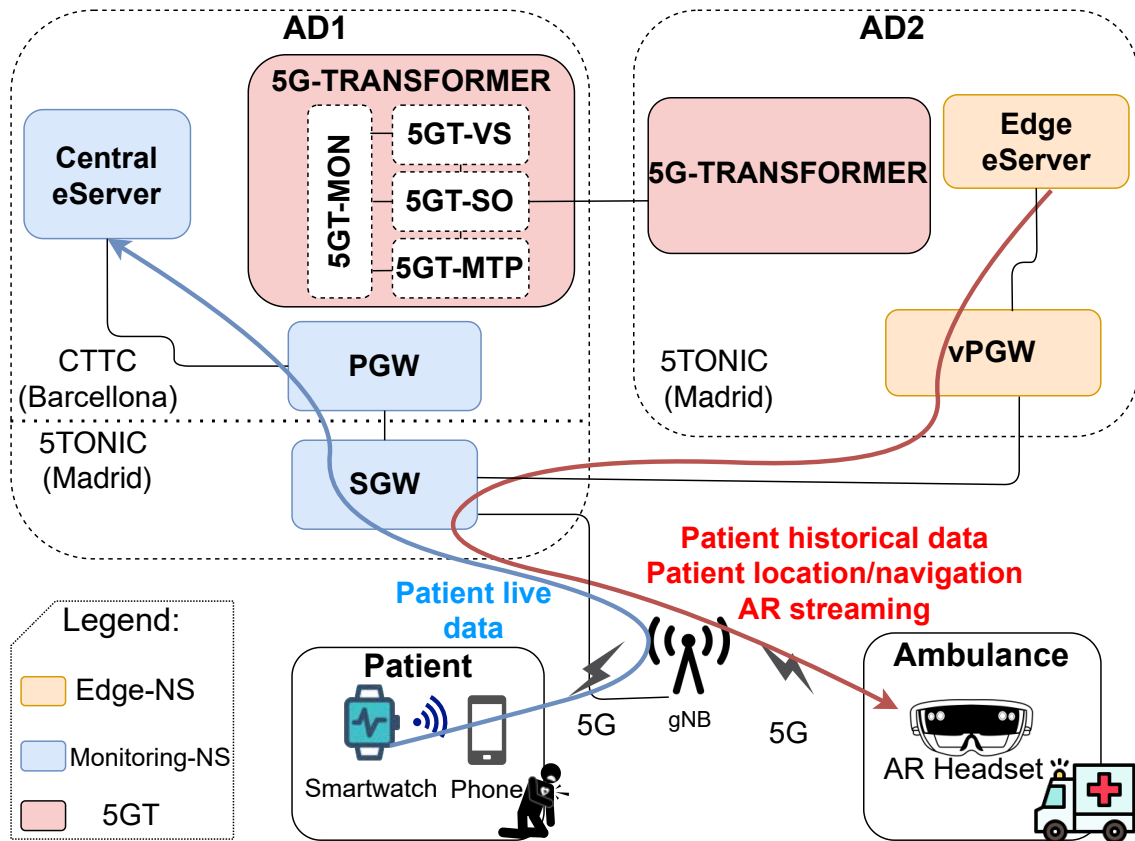 AD1
AD2
5G-TRANSFORMER
5GT-MON
5GT-VS
5GT-SO
5GT-MTP
Central
eServer
5G-TRANSFORMER
Edge
eServer
PGW
vPGW
CTTC
(Barcellona)
5TONIC
(Madrid)
5TONIC
(Madrid)
SGW
Patient historical data
Patient location/navigation
AR streaming
Patient live
data
Legend:
Edge-NS
Monitoring-NS
5GT
Patient
Smartwatch
Phone
5G
gNB
5G
Ambulance
AR Headset